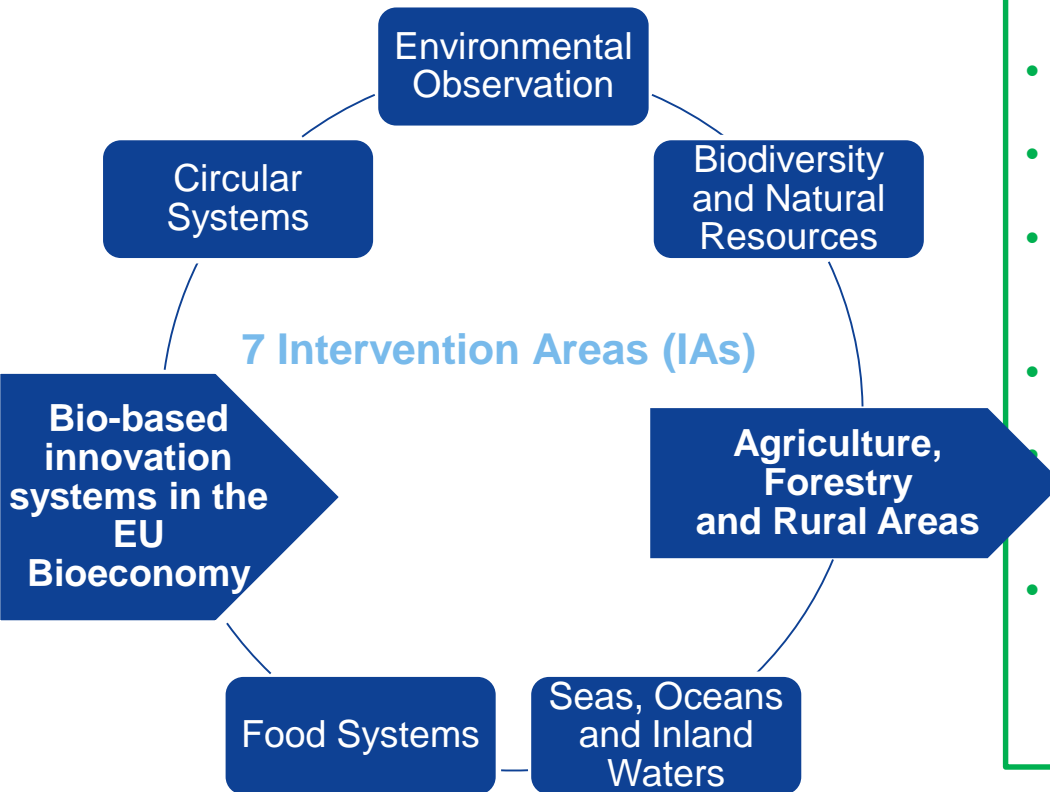 Environmental
Observation
Circular
Systems
Biodiversity
and Natural
Resources
7 Intervention Areas (IAs)
Bio-based
innovation
systems in the
EU
Bioeconomy
Agriculture,
Forestry
and Rural Areas
Food Systems
Seas, Oceans
and Inland
Waters